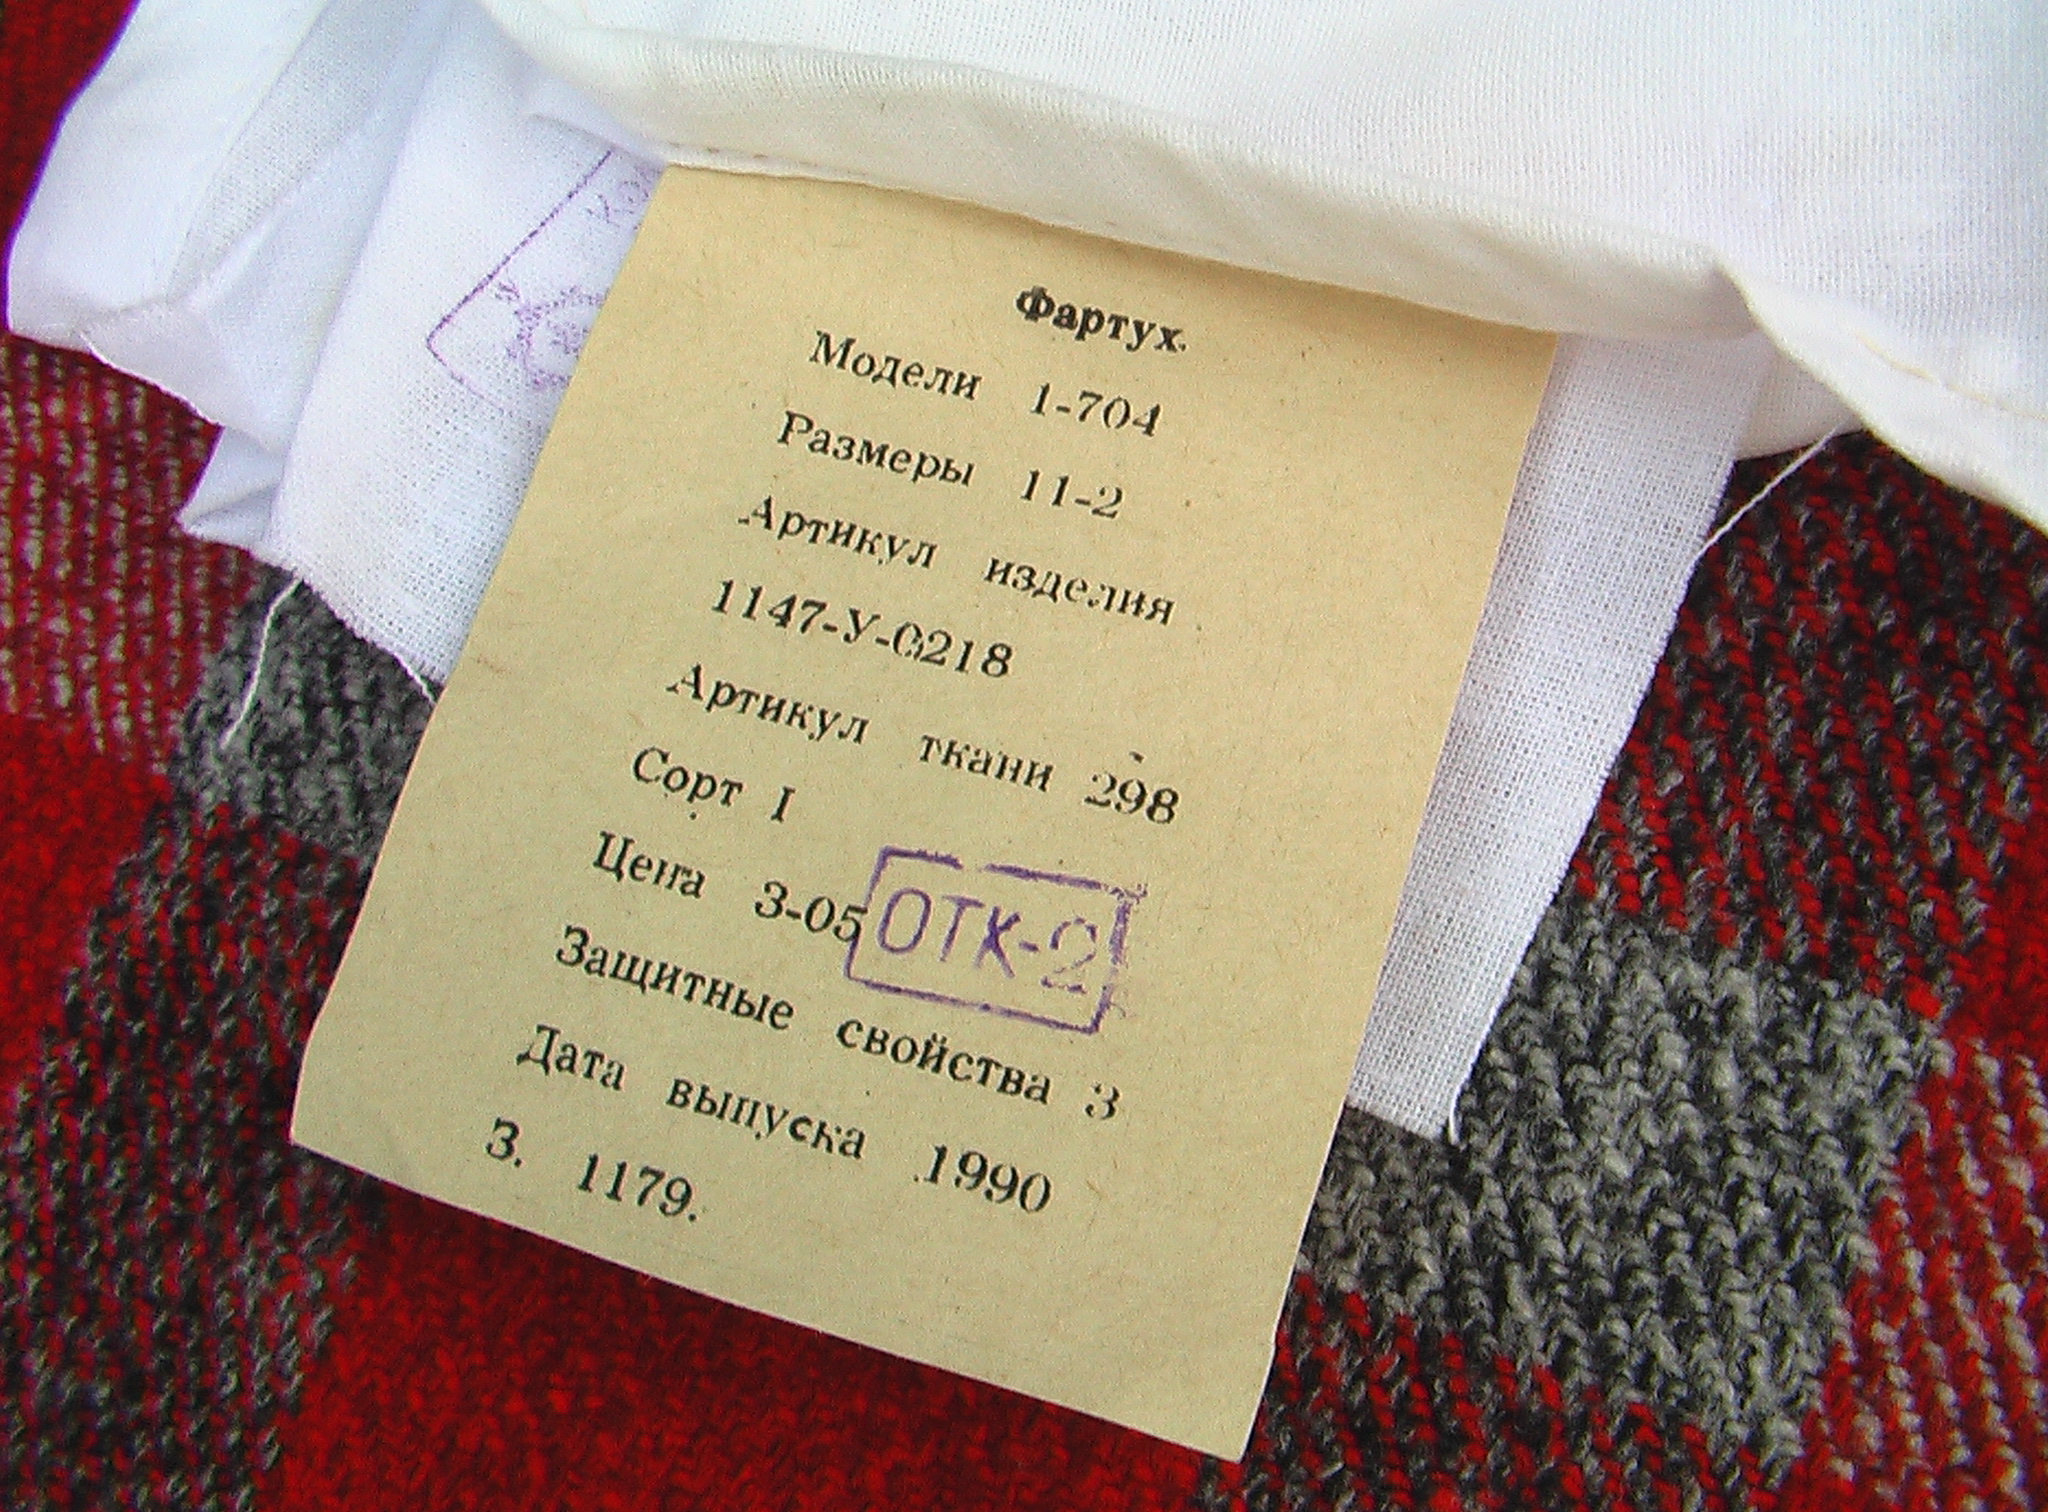 Фартух.
Модели 1-704
Размеры 11-2
Артикул изделия
1147-У-0218
Артикул ткани 298
Сорт I
Цена 3-05
ОТК-2
Защитные свойства З
Дата выпуска 1990
З. 1179.